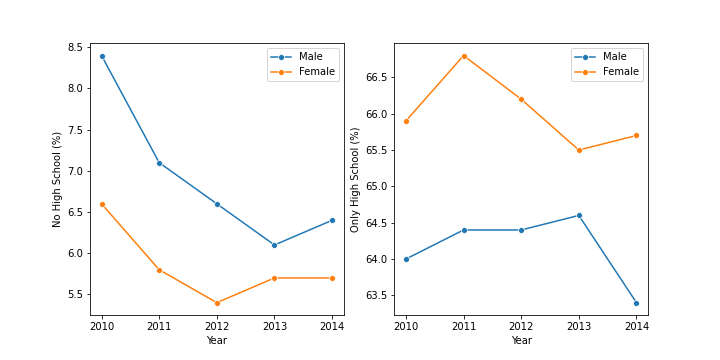 No High School (%)
8.5
8.0
7.5
7.0
6.5
6.0
5.5
Male
Female
2010 2011 2012 2013 2014
Year
Only High School (%)
66.5
66.0
65.5
65.0
64.5
64.0
63.5
Male
Female
2010 2011 2012 2013 2014
Year